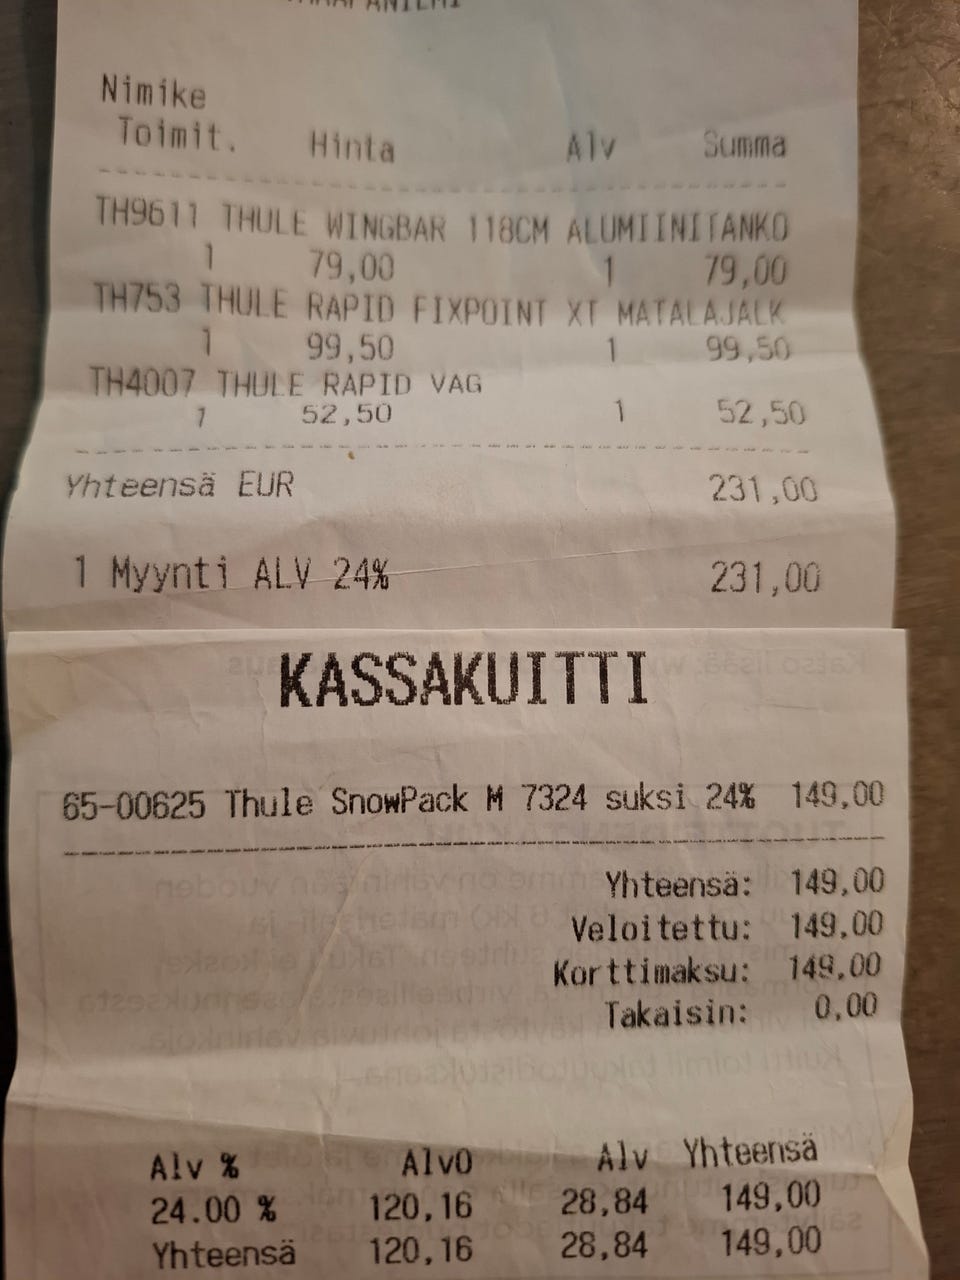 Nimike
Toimit. Hinta Alv Summa
TH9611 THULE WINGBAR 118CM ALUMIINITANKO
1 79,00 1 79,00
TH753 THULE RAPID FIXPOINT XT MATALAJALK
1 99,50 1 99,50
TH4007 THULE RAPID VAG
1 52,50 1 52,50
Yhteensä EUR 231,00
1 Myynti ALV 24% 231,00
KASSAKUITTI
65-00625 Thule SnowPack M 7324 suksi 24% 149,00
Yhteensä: 149,00
Veloitettu: 149,00
Korttimaksu: 149,00
Takaisin: 0,00
Alv % Alv0 Alv Yhteensä
24.00 % 120,16 28,84 149,00
Yhteensä 120,16 28,84 149,00